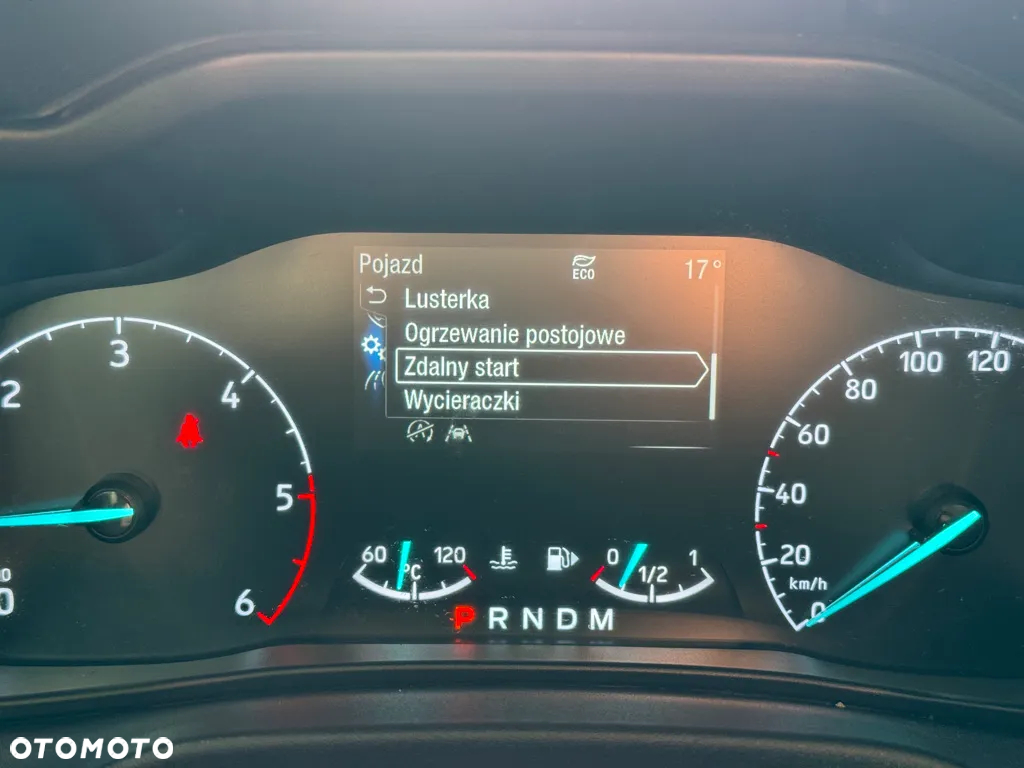 Pojazd ECO 17°
Lusterka
Ogrzewanie postojowe
Zdalny start
Wycieraczki
2 3 4 5 6
0
20 40 60 80 100 120
km/h
0
60 °C 120
0 1/2 1
P R N D M
OTOMOTO